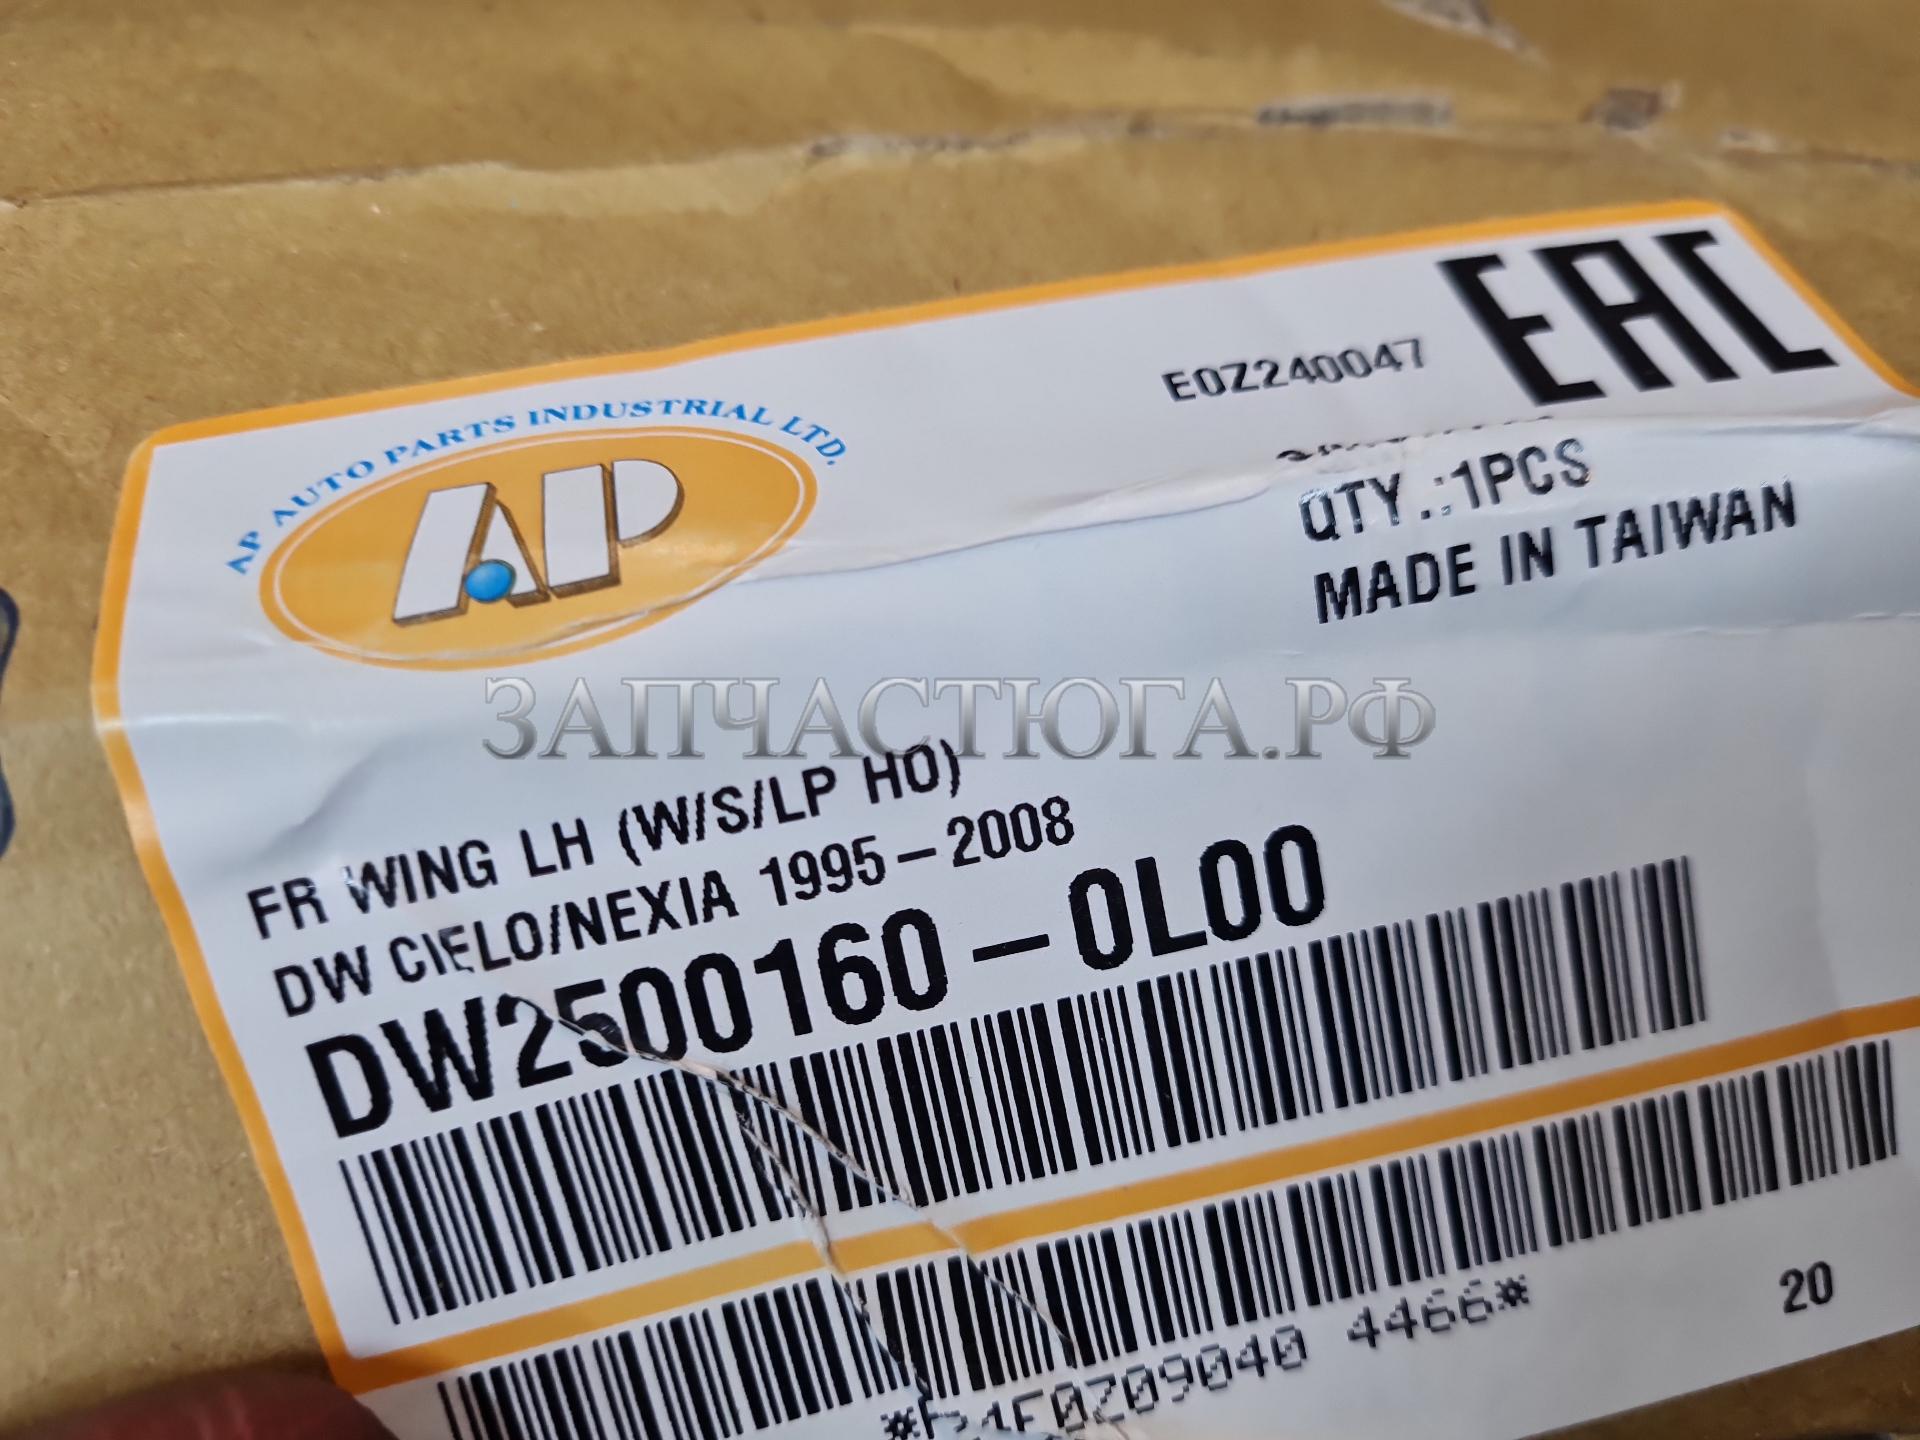 AP AUTO PARTS INDUSTRIAL LTD.
AP
E0Z240047
EAC
QTY.:1PCS
MADE IN TAIWAN
ЗАПЧАСТЮГА.РФ
FR WING LH (W/S/LP HO)
DW CIELO/NEXIA 1995-2008
DW2500160-0L00
4466*
20